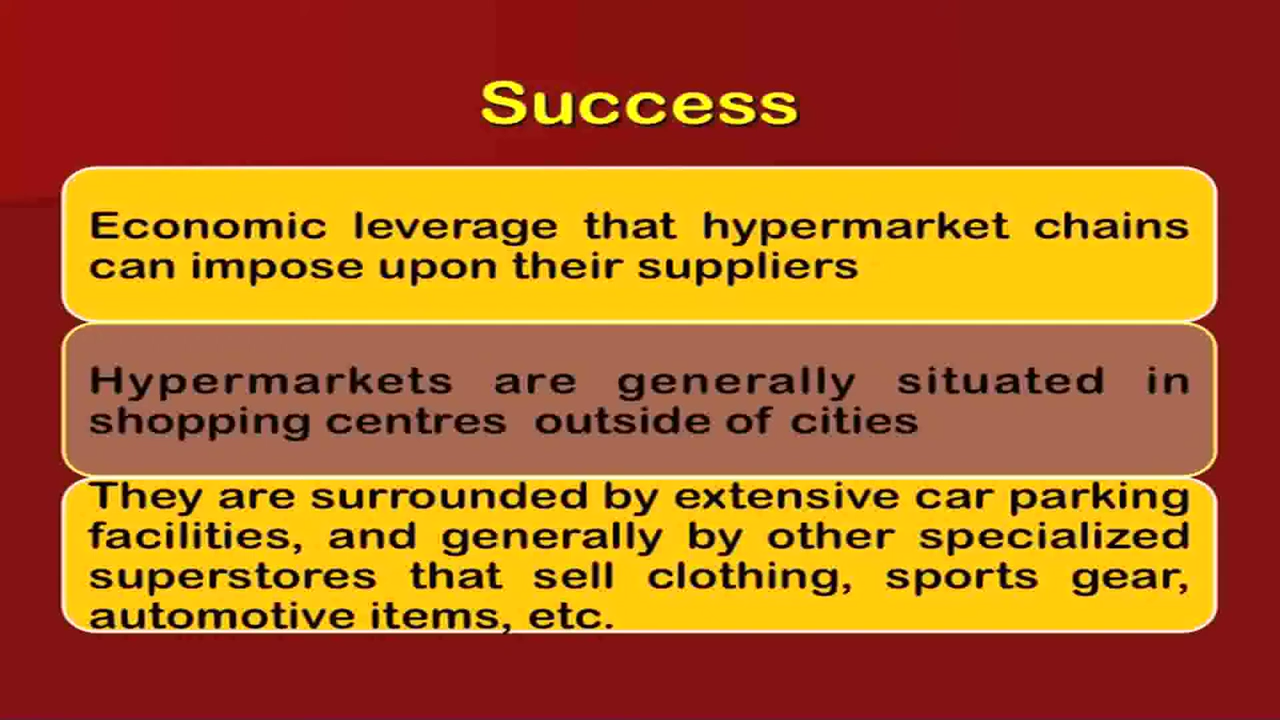 Success
Economic leverage that hypermarket chains
can impose upon their suppliers
Hypermarkets are generally situated in
shopping centres outside of cities
They are surrounded by extensive car parking
facilities, and generally by other specialized
superstores that sell clothing, sports gear,
automotive items, etc.